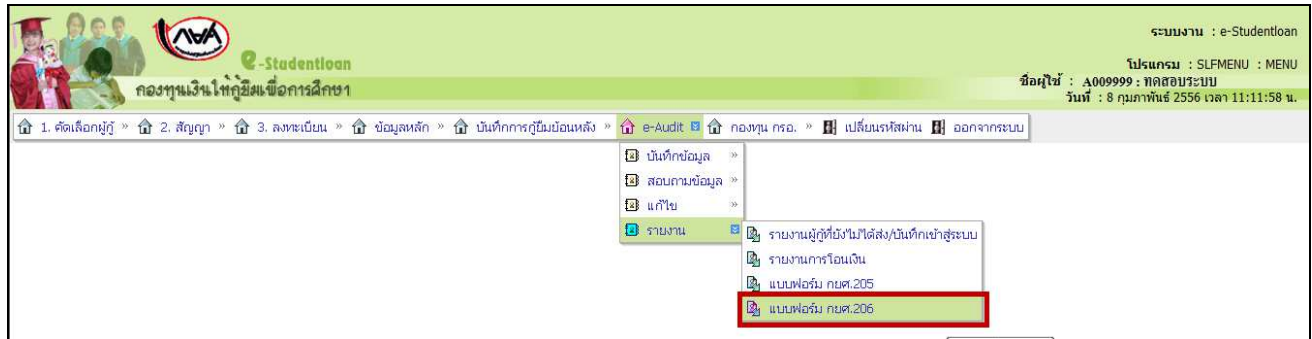 ระบบงาน : e-Studentloan
กยศ
e-Studentloan
โปรแกรม : SLFMENU : MENU
กองทุนเงินให้กู้ยืมเพื่อการศึกษา
ชื่อผู้ใช้ : A009999 : ทดสอบระบบ
วันที่ : 8 กุมภาพันธ์ 2556 เวลา 11:11:58 น.
1. คัดเลือกผู้กู้ » 2. สัญญา » 3. ลงทะเบียน » ข้อมูลหลัก » บันทึกการกู้ยืมย้อนหลัง » e-Audit กองทุน กรอ. » เปลี่ยนรหัสผ่าน ออกจากระบบ
บันทึกข้อมูล »
สอบถามข้อมูล »
แก้ไข »
รายงาน
รายงานผู้กู้ที่ยังไม่ได้ส่ง/บันทึกเข้าสู่ระบบ
รายงานการโอนเงิน
แบบฟอร์ม กยศ.205
แบบฟอร์ม กยศ.206